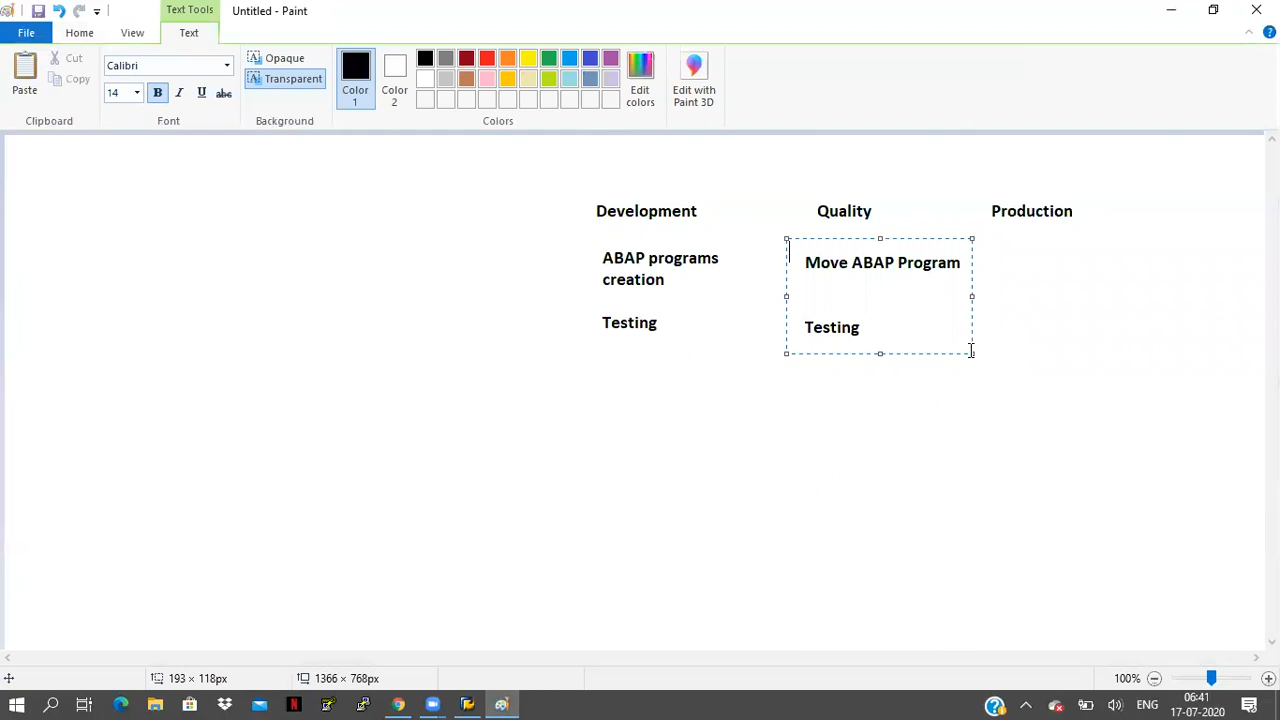 Text Tools
Untitled - Paint
File
Home
View
Text
Paste
Cut
Copy
Clipboard
Calibri
14
B
I
U
abc
Font
Opaque
Transparent
Background
Color 1
Color 2
Edit colors
Colors
Edit with Paint 3D
Development Quality Production
ABAP programs
creation
Move ABAP Program
Testing
Testing
193 × 118px
1366 × 768px
100%
ENG
06:41
17-07-2020